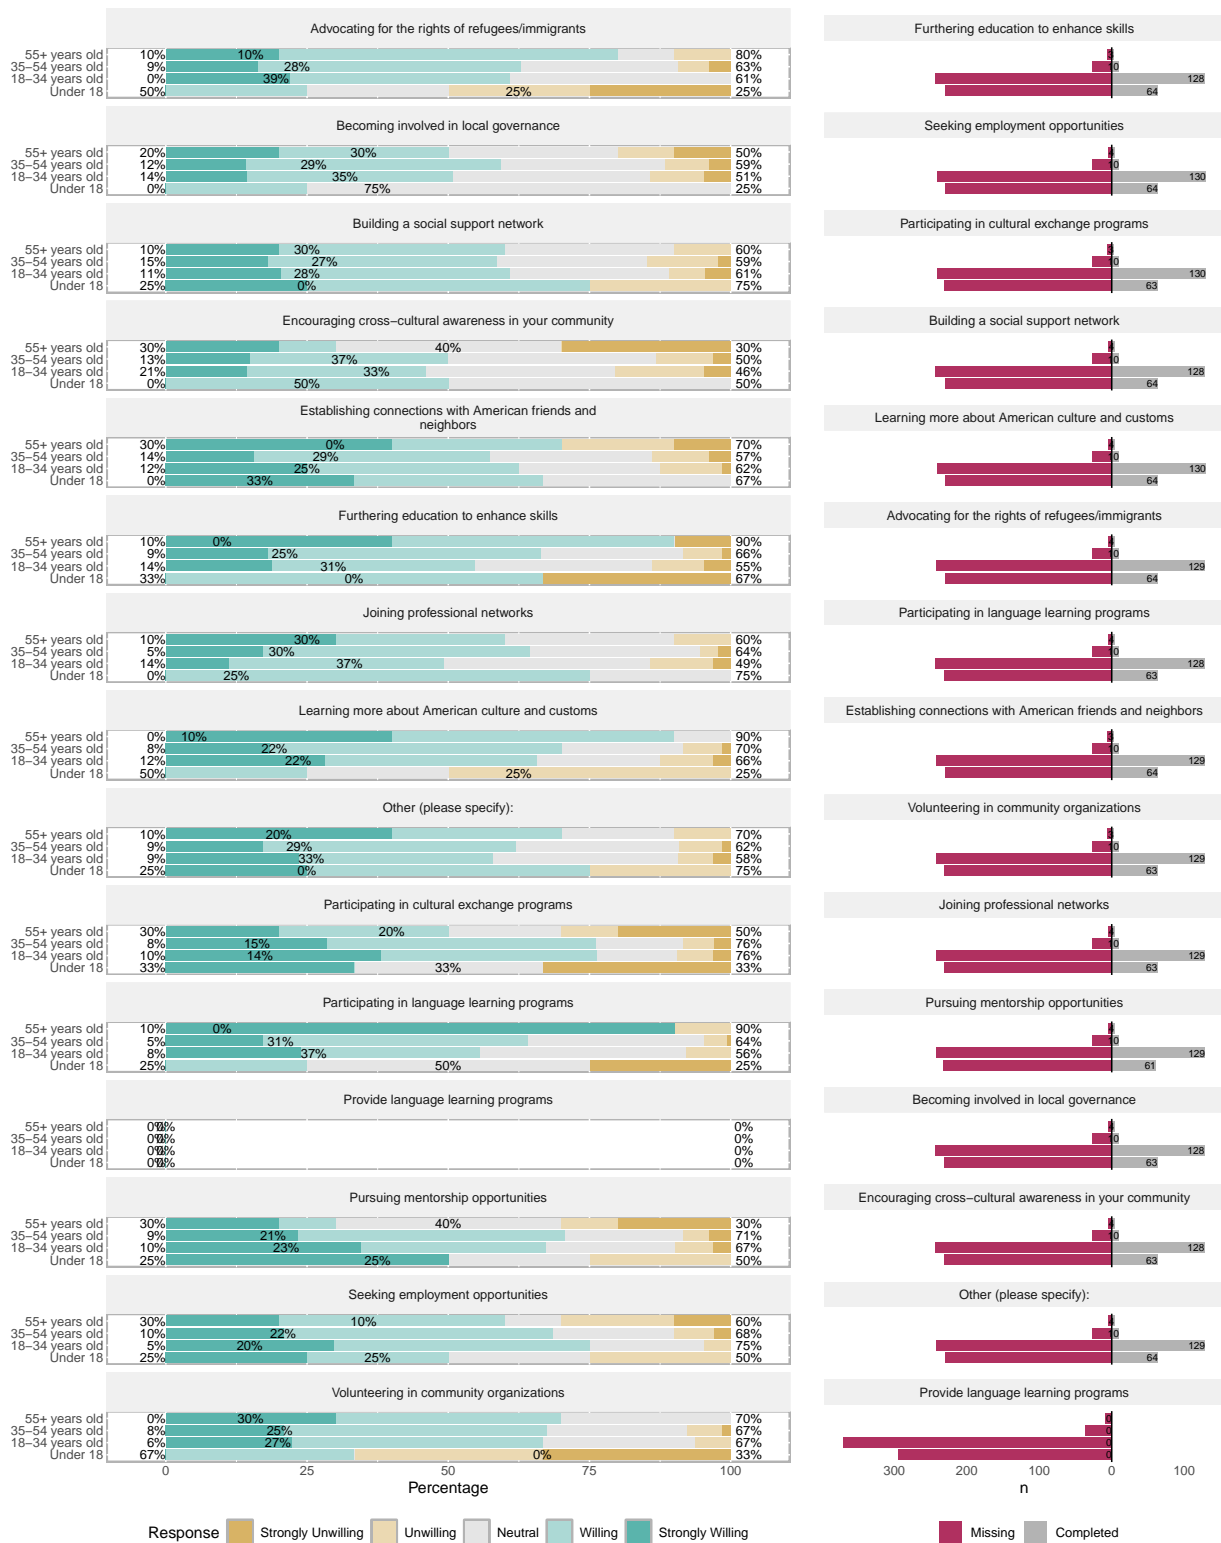 Advocating for the rights of refugees/immigrants
55+ years old 10% 10% 80%
35−54 years old 9% 28% 63%
18−34 years old 0% 39% 61%
Under 18 50% 25% 25%
Becoming involved in local governance
55+ years old 20% 30% 50%
35−54 years old 12% 29% 59%
18−34 years old 14% 35% 51%
Under 18 0% 75% 25%
Building a social support network
55+ years old 10% 30% 60%
35−54 years old 15% 27% 59%
18−34 years old 11% 28% 61%
Under 18 25% 0% 75%
Encouraging cross−cultural awareness in your community
55+ years old 30% 40% 30%
35−54 years old 13% 37% 50%
18−34 years old 21% 33% 46%
Under 18 0% 50% 50%
Establishing connections with American friends and
neighbors
55+ years old 30% 0% 70%
35−54 years old 14% 29% 57%
18−34 years old 12% 25% 62%
Under 18 0% 33% 67%
Furthering education to enhance skills
55+ years old 10% 0% 90%
35−54 years old 9% 25% 66%
18−34 years old 14% 31% 55%
Under 18 33% 0% 67%
Joining professional networks
55+ years old 10% 30% 60%
35−54 years old 5% 30% 64%
18−34 years old 14% 37% 49%
Under 18 0% 25% 75%
Learning more about American culture and customs
55+ years old 0% 10% 90%
35−54 years old 8% 22% 70%
18−34 years old 12% 22% 66%
Under 18 50% 25% 25%
Other (please specify):
55+ years old 10% 20% 70%
35−54 years old 9% 29% 62%
18−34 years old 9% 33% 58%
Under 18 25% 0% 75%
Participating in cultural exchange programs
55+ years old 30% 20% 50%
35−54 years old 8% 15% 76%
18−34 years old 10% 14% 76%
Under 18 33% 33% 33%
Participating in language learning programs
55+ years old 10% 0% 90%
35−54 years old 5% 31% 64%
18−34 years old 8% 37% 56%
Under 18 25% 50% 25%
Provide language learning programs
55+ years old 0% 0% 0%
35−54 years old 0% 0% 0%
18−34 years old 0% 0% 0%
Under 18 0% 0% 0%
Pursuing mentorship opportunities
55+ years old 30% 40% 30%
35−54 years old 9% 21% 71%
18−34 years old 10% 23% 67%
Under 18 25% 25% 50%
Seeking employment opportunities
55+ years old 30% 10% 60%
35−54 years old 10% 22% 68%
18−34 years old 5% 20% 75%
Under 18 25% 25% 50%
Volunteering in community organizations
55+ years old 0% 30% 70%
35−54 years old 8% 25% 67%
18−34 years old 6% 27% 67%
Under 18 67% 0% 33%
0 25 50 75 100
Percentage
Response Strongly Unwilling Unwilling Neutral Willing Strongly Willing
Furthering education to enhance skills
3
10
128
64
Seeking employment opportunities
4
10
130
64
Participating in cultural exchange programs
3
10
130
63
Building a social support network
4
10
128
64
Learning more about American culture and customs
4
10
130
64
Advocating for the rights of refugees/immigrants
4
10
129
64
Participating in language learning programs
4
10
128
63
Establishing connections with American friends and neighbors
3
10
129
64
Volunteering in community organizations
3
10
129
63
Joining professional networks
4
10
129
63
Pursuing mentorship opportunities
4
10
129
61
Becoming involved in local governance
4
10
128
63
Encouraging cross−cultural awareness in your community
4
10
128
63
Other (please specify):
4
10
129
64
Provide language learning programs
0
0
0
0
300 200 100 0 100
n
Missing Completed